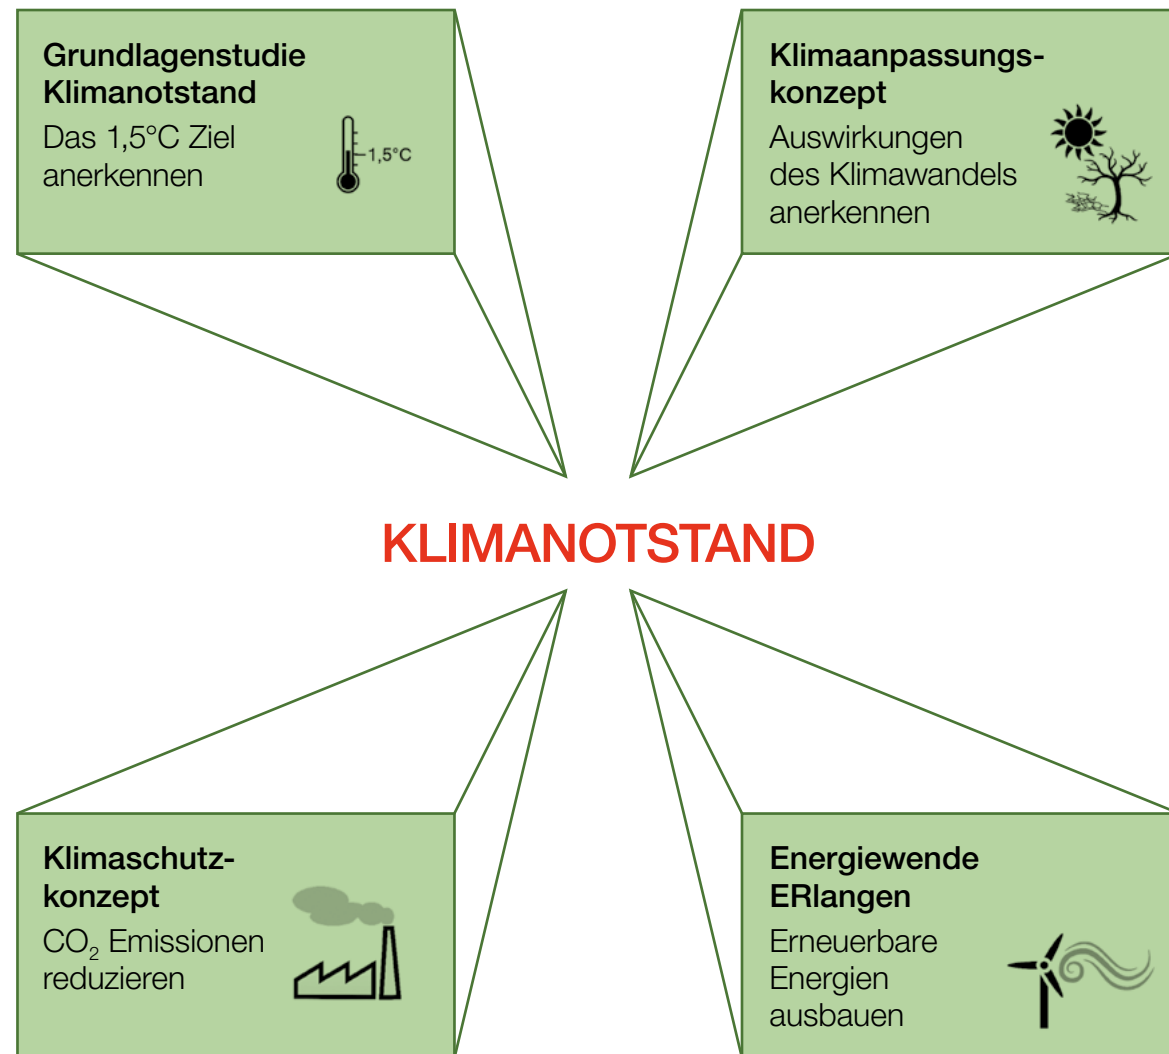 Grundlagenstudie
Klimanotstand
Das 1,5°C Ziel
anerkennen
1,5°C
Klimaanpassungs-
konzept
Auswirkungen
des Klimawandels
anerkennen
KLIMANOTSTAND
Klimaschutz-
konzept
CO₂ Emissionen
reduzieren
Energiewende
ERlangen
Erneuerbare
Energien
ausbauen